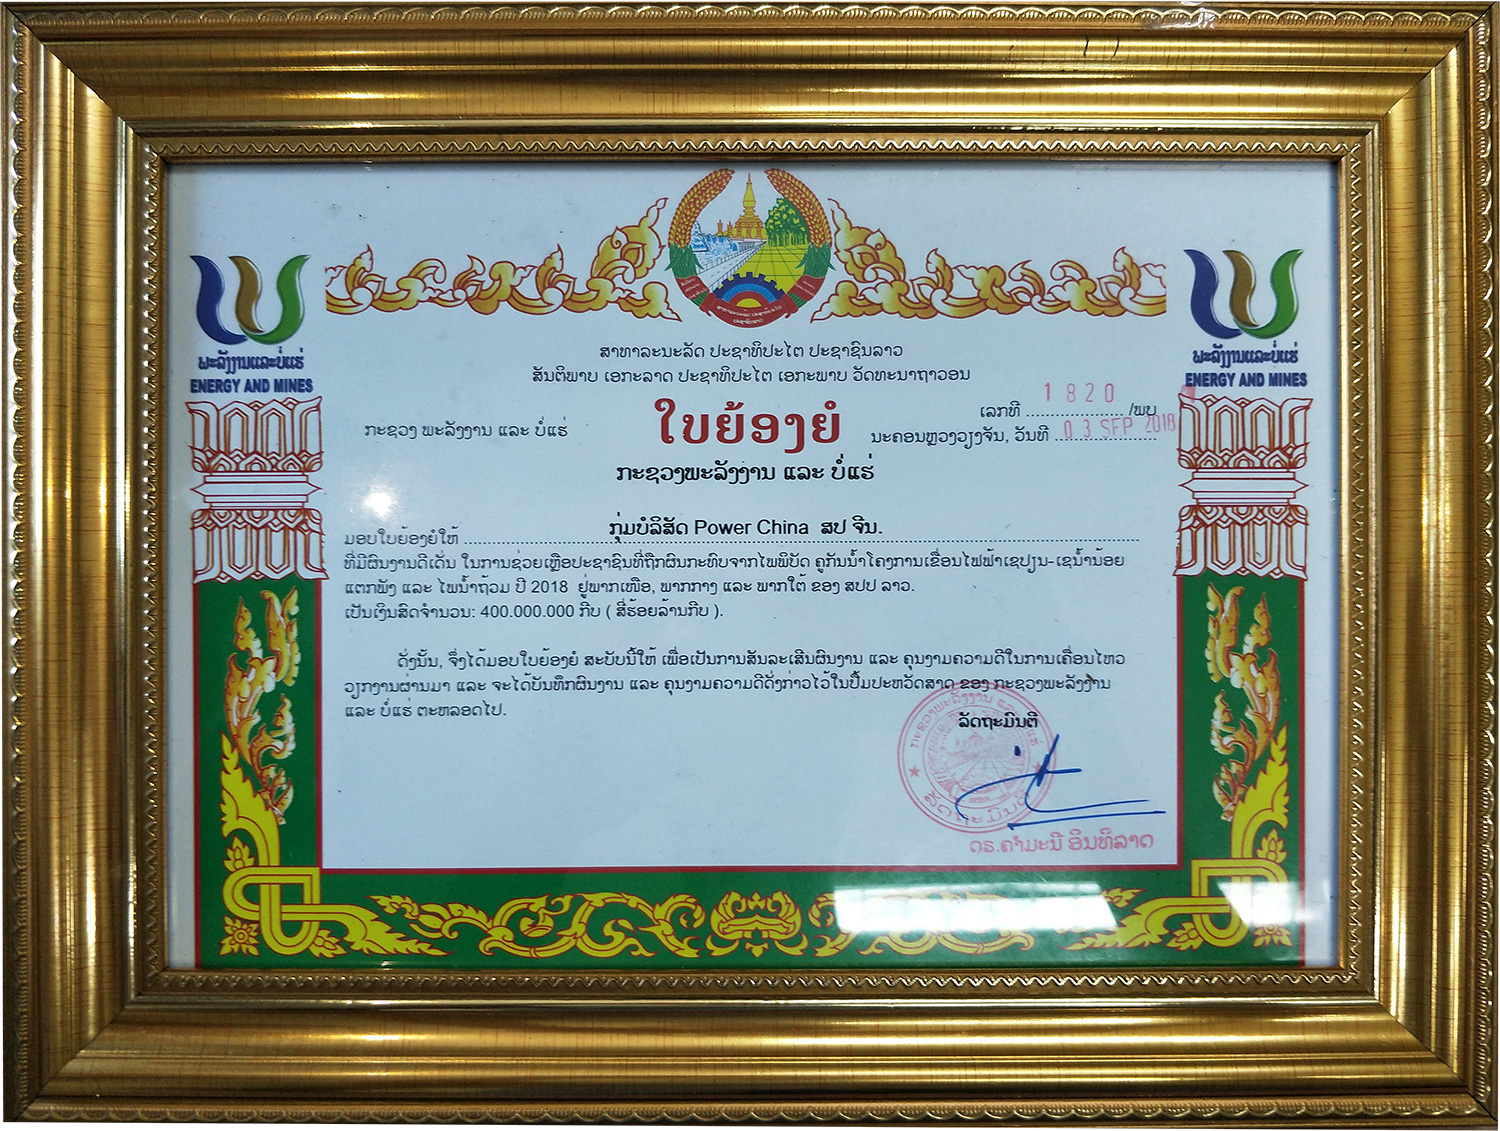 ພະລັງງານແລະບໍ່ແຮ່
ENERGY AND MINES
ພະລັງງານແລະບໍ່ແຮ່
ENERGY AND MINES
ສາທາລະນະລັດ ປະຊາທິປະໄຕ ປະຊາຊົນລາວ
ສັນຕິພາບ ເອກະລາດ ປະຊາທິປະໄຕ ເອກະພາບ ວັດທະນາຖາວອນ
ເລກທີ 1820 /ພບ
ກະຊວງ ພະລັງງານ ແລະ ບໍ່ແຮ່
ໃບຍ້ອງຍໍ
ນະຄອນຫຼວງວຽງຈັນ, ວັນທີ 03 SEP 2018
ກະຊວງພະລັງງານ ແລະ ບໍ່ແຮ່
ມອບໃບຍ້ອງຍໍໃຫ້ ກຸ່ມບໍລິສັດ Power China ສປ ຈີນ.
ທີ່ມີຜົນງານດີເດັ່ນ ໃນການຊ່ວຍເຫຼືອປະຊາຊົນທີ່ຖືກຜົນກະທົບຈາກໄພພິບັດ ຄູກັນນ້ຳໂຄງການເຂື່ອນໄຟຟ້າເຊປຽນ-ເຊນ້ຳນ້ອຍ
ແຕກພັງ ແລະ ໄພນ້ຳຖ້ວມ ປີ 2018 ຢູ່ພາກເໜືອ, ພາກກາງ ແລະ ພາກໃຕ້ ຂອງ ສປປ ລາວ.
ເປັນເງິນສົດຈຳນວນ: 400.000.000 ກີບ ( ສີ່ຮ້ອຍລ້ານກີບ ).
ດັ່ງນັ້ນ, ຈຶ່ງໄດ້ມອບໃບຍ້ອງຍໍ ສະບັບນີ້ໃຫ້ ເພື່ອເປັນການສັນລະເສີນຜົນງານ ແລະ ຄຸນງາມຄວາມດີໃນການເຄື່ອນໄຫວ
ວຽກງານຜ່ານມາ ແລະ ຈະໄດ້ບັນທຶກຜົນງານ ແລະ ຄຸນງາມຄວາມດີດັ່ງກ່າວໄວ້ໃນປຶ້ມປະຫວັດສາດ ຂອງ ກະຊວງພະລັງງານ
ແລະ ບໍ່ແຮ່ ຕະຫລອດໄປ.
ລັດຖະມົນຕີ
ກະຊວງພະລັງງານ ແລະ ບໍ່ແຮ່
ລັດຖະມົນຕີ
ດຣ.ຄຳມະນີ ອິນທິລາດ